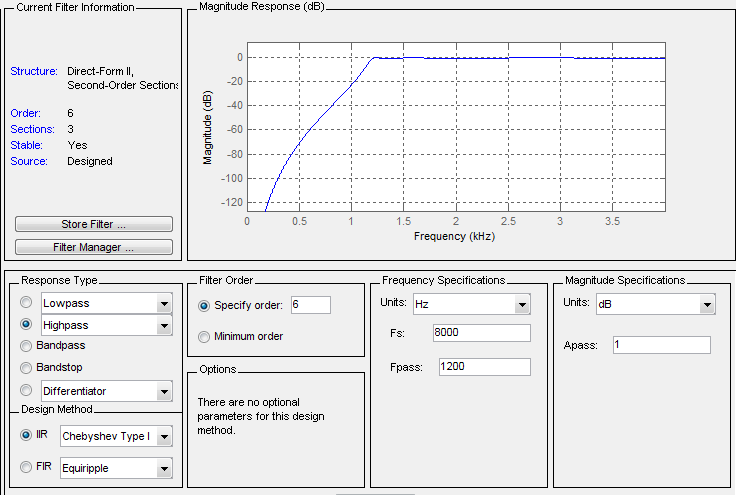 Current Filter Information
Structure: Direct-Form II,
Second-Order Sections
Order: 6
Sections: 3
Stable: Yes
Source: Designed
Store Filter ...
Filter Manager ...
Magnitude Response (dB)
Magnitude (dB)
0
-20
-40
-60
-80
-100
-120
0 0.5 1 1.5 2 2.5 3 3.5
Frequency (kHz)
Response Type
Lowpass
Highpass
Bandpass
Bandstop
Differentiator
Design Method
IIR Chebyshev Type I
FIR Equiripple
Filter Order
Specify order: 6
Minimum order
Options
There are no optional
parameters for this design
method.
Frequency Specifications
Units: Hz
Fs: 8000
Fpass: 1200
Magnitude Specifications
Units: dB
Apass: 1